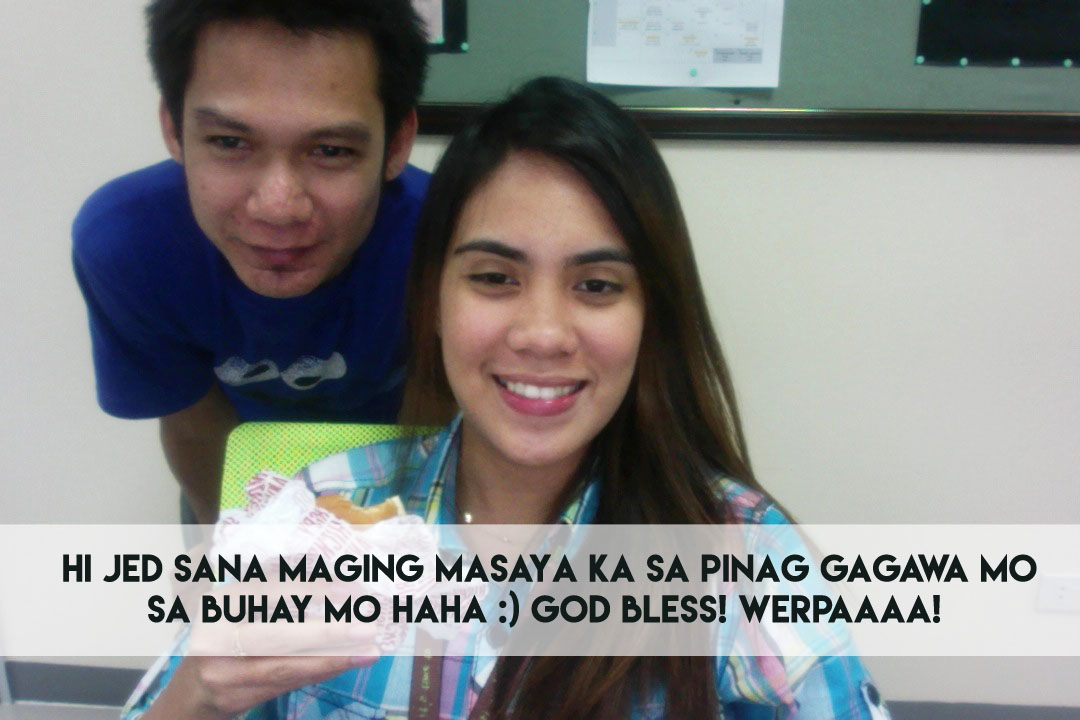 HI JED SANA MAGING MASAYA KA SA PINAG GAGAWA MO
SA BUHAY MO HAHA :) GOD BLESS! WERPAAAA!